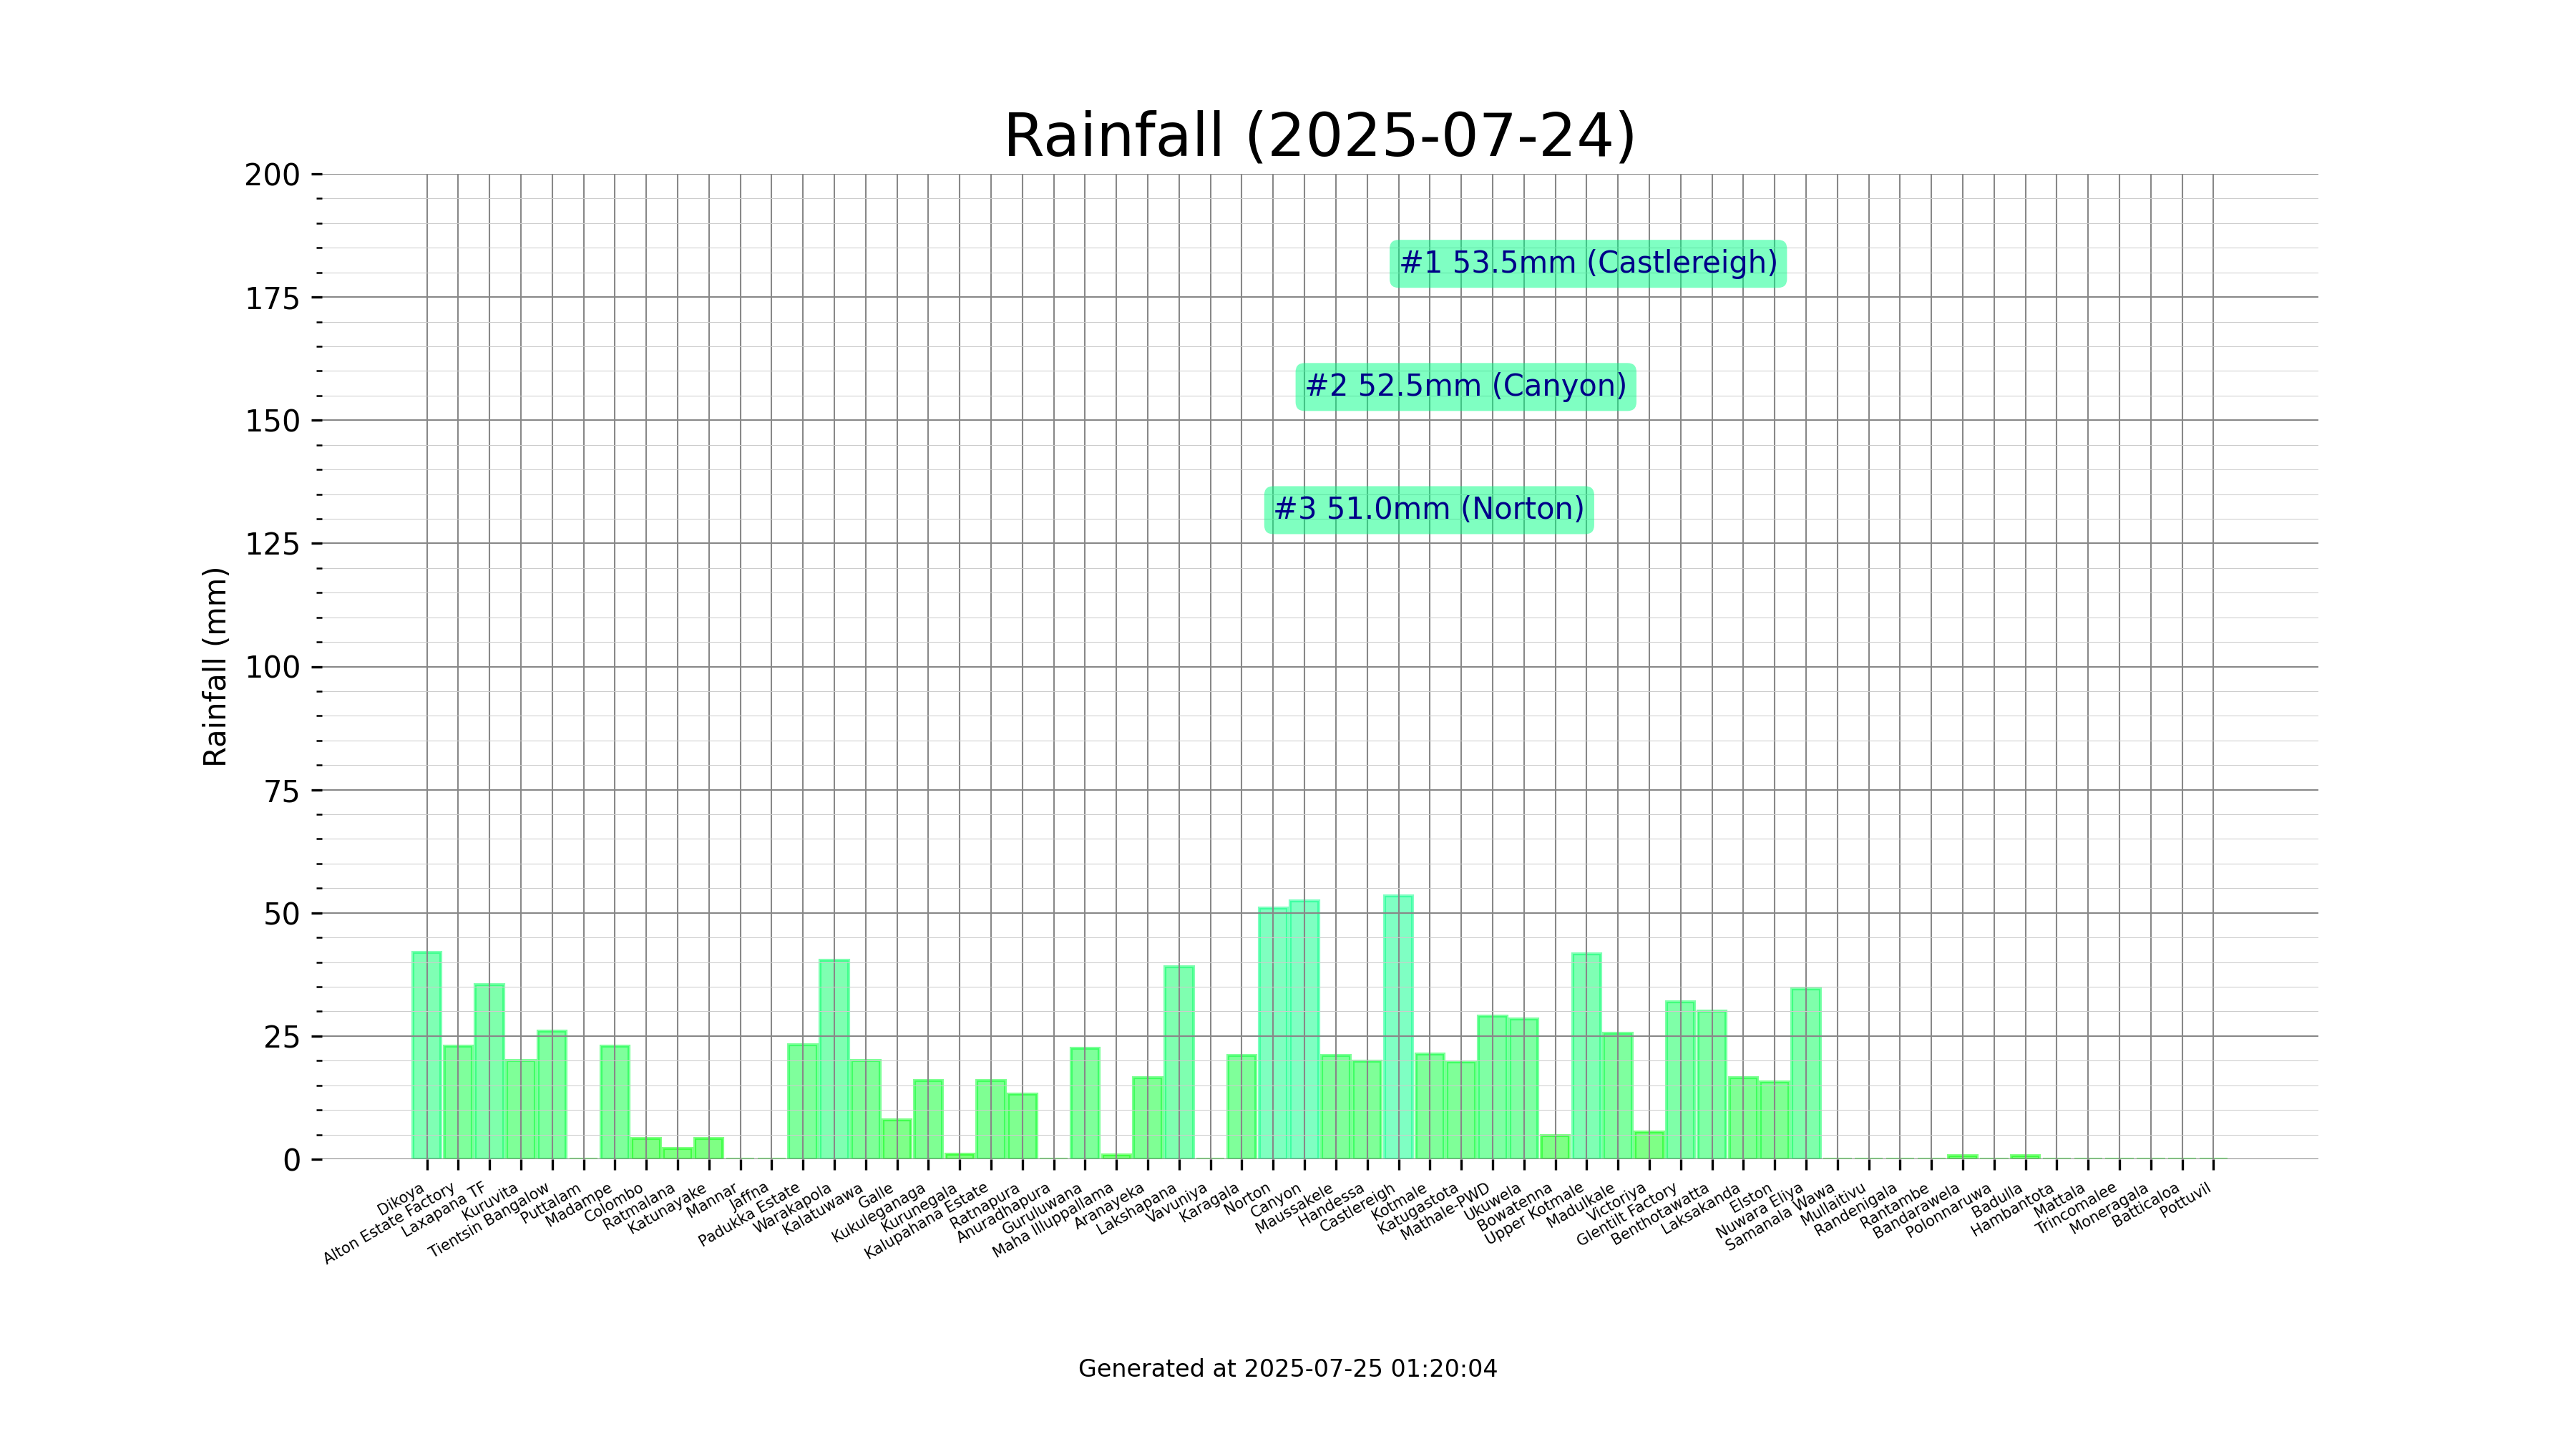 Rainfall (2025-07-24)
200
175
150
125
100
75
50
25
0
Rainfall (mm)
#1 53.5mm (Castlereigh)
#2 52.5mm (Canyon)
#3 51.0mm (Norton)
Dikoya
Alton Estate Factory
Laxapana TF
Kuruvita
Tientsin Bangalow
Puttalam
Madampe
Colombo
Ratmalana
Katunayake
Mannar
Jaffna
Padukka Estate
Warakapola
Kalatuwawa
Galle
Kukuleganaga
Kurunegala
Kalupahana Estate
Ratnapura
Anuradhapura
Guruluwana
Maha Illuppallama
Aranayeka
Lakshapana
Vavuniya
Karagala
Norton
Canyon
Maussakele
Handessa
Castlereigh
Kotmale
Katugastota
Mathale-PWD
Ukuwela
Bowatenna
Upper Kotmale
Madulkale
Victoriya
Glentilt Factory
Benthotawatta
Laksakanda
Elston
Nuwara Eliya
Samanala Wawa
Mullaitivu
Randenigala
Rantambe
Bandarawela
Polonnaruwa
Badulla
Hambantota
Mattala
Trincomalee
Moneragala
Batticaloa
Pottuvil
Generated at 2025-07-25 01:20:04